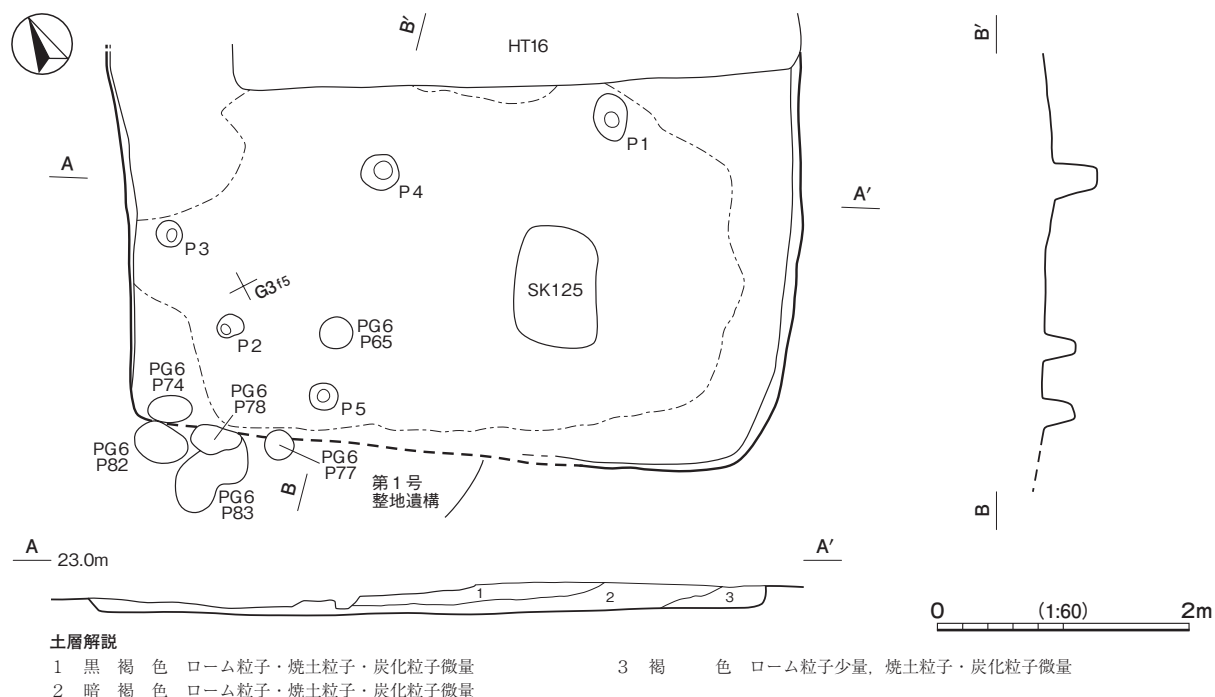 B′
HT16
B′
P1
A
P4
A′
P3
G3f5
SK125
P2
PG6
P65
PG6
P74
PG6
P78
P5
PG6
P82
PG6
P77
B
PG6
P83
第1号
整地遺構
B
A
23.0m
A′
1
2
3
0
(1:60)
2m
土層解説
1 黒褐色 ローム粒子・焼土粒子・炭化粒子微量
2 暗褐色 ローム粒子・焼土粒子・炭化粒子微量
3 褐色 ローム粒子少量，焼土粒子・炭化粒子微量